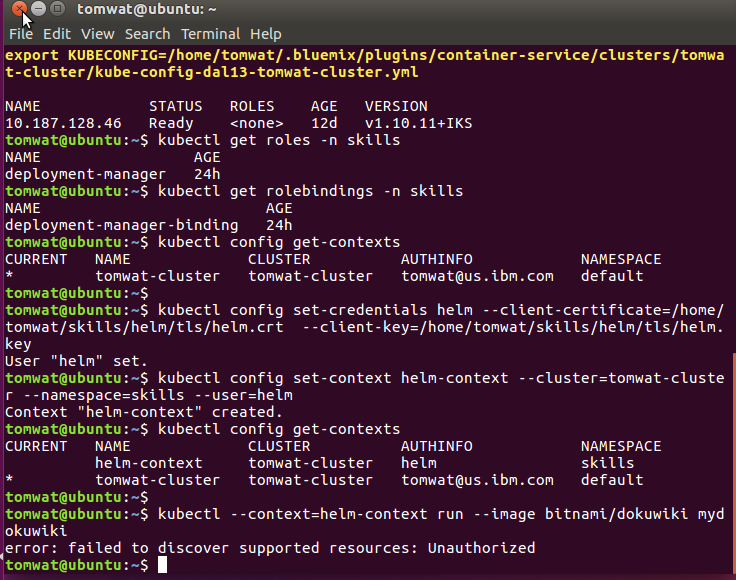 tomwat@ubuntu: ~
File Edit View Search Terminal Help
export KUBECONFIG=/home/tomwat/.bluemix/plugins/container-service/clusters/tomwa
t-cluster/kube-config-dal13-tomwat-cluster.yml
NAME STATUS ROLES AGE VERSION
10.187.128.46 Ready <none> 12d v1.10.11+IKS
tomwat@ubuntu:~$ kubectl get roles -n skills
NAME AGE
deployment-manager 24h
tomwat@ubuntu:~$ kubectl get rolebindings -n skills
NAME AGE
deployment-manager-binding 24h
tomwat@ubuntu:~$ kubectl config get-contexts
CURRENT NAME CLUSTER AUTHINFO NAMESPACE
* tomwat-cluster tomwat-cluster tomwat@us.ibm.com default
tomwat@ubuntu:~$
tomwat@ubuntu:~$ kubectl config set-credentials helm --client-certificate=/home/
tomwat/skills/helm/tls/helm.crt --client-key=/home/tomwat/skills/helm/tls/helm.
key
User "helm" set.
tomwat@ubuntu:~$ kubectl config set-context helm-context --cluster=tomwat-cluste
r --namespace=skills --user=helm
Context "helm-context" created.
tomwat@ubuntu:~$ kubectl config get-contexts
CURRENT NAME CLUSTER AUTHINFO NAMESPACE
helm-context tomwat-cluster helm skills
* tomwat-cluster tomwat-cluster tomwat@us.ibm.com default
tomwat@ubuntu:~$
tomwat@ubuntu:~$ kubectl --context=helm-context run --image bitnami/dokuwiki myd
okuwiki
error: failed to discover supported resources: Unauthorized
tomwat@ubuntu:~$